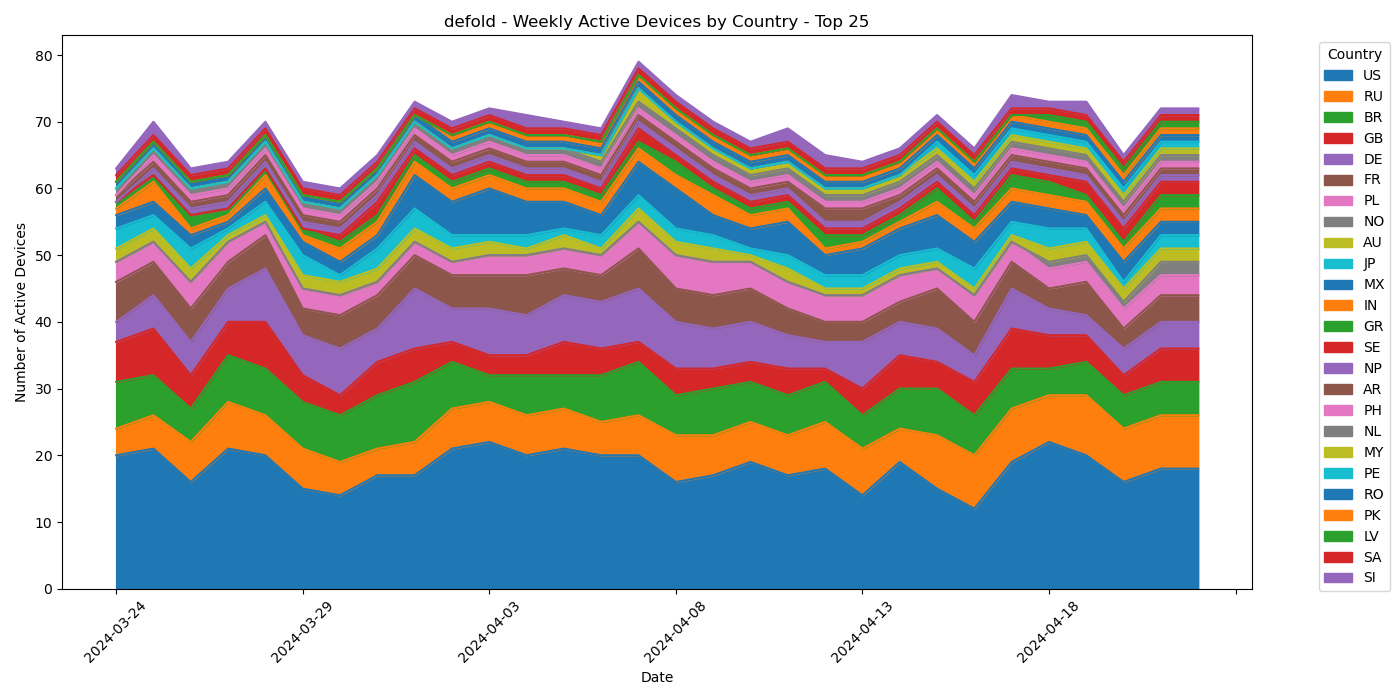 defold - Weekly Active Devices by Country - Top 25
80
70
60
50
40
30
20
10
0
Number of Active Devices
2024-03-24
2024-03-29
2024-04-03
2024-04-08
2024-04-13
2024-04-18
Date
Country
US
RU
BR
GB
DE
FR
PL
NO
AU
JP
MX
IN
GR
SE
NP
AR
PH
NL
MY
PE
RO
PK
LV
SA
SI